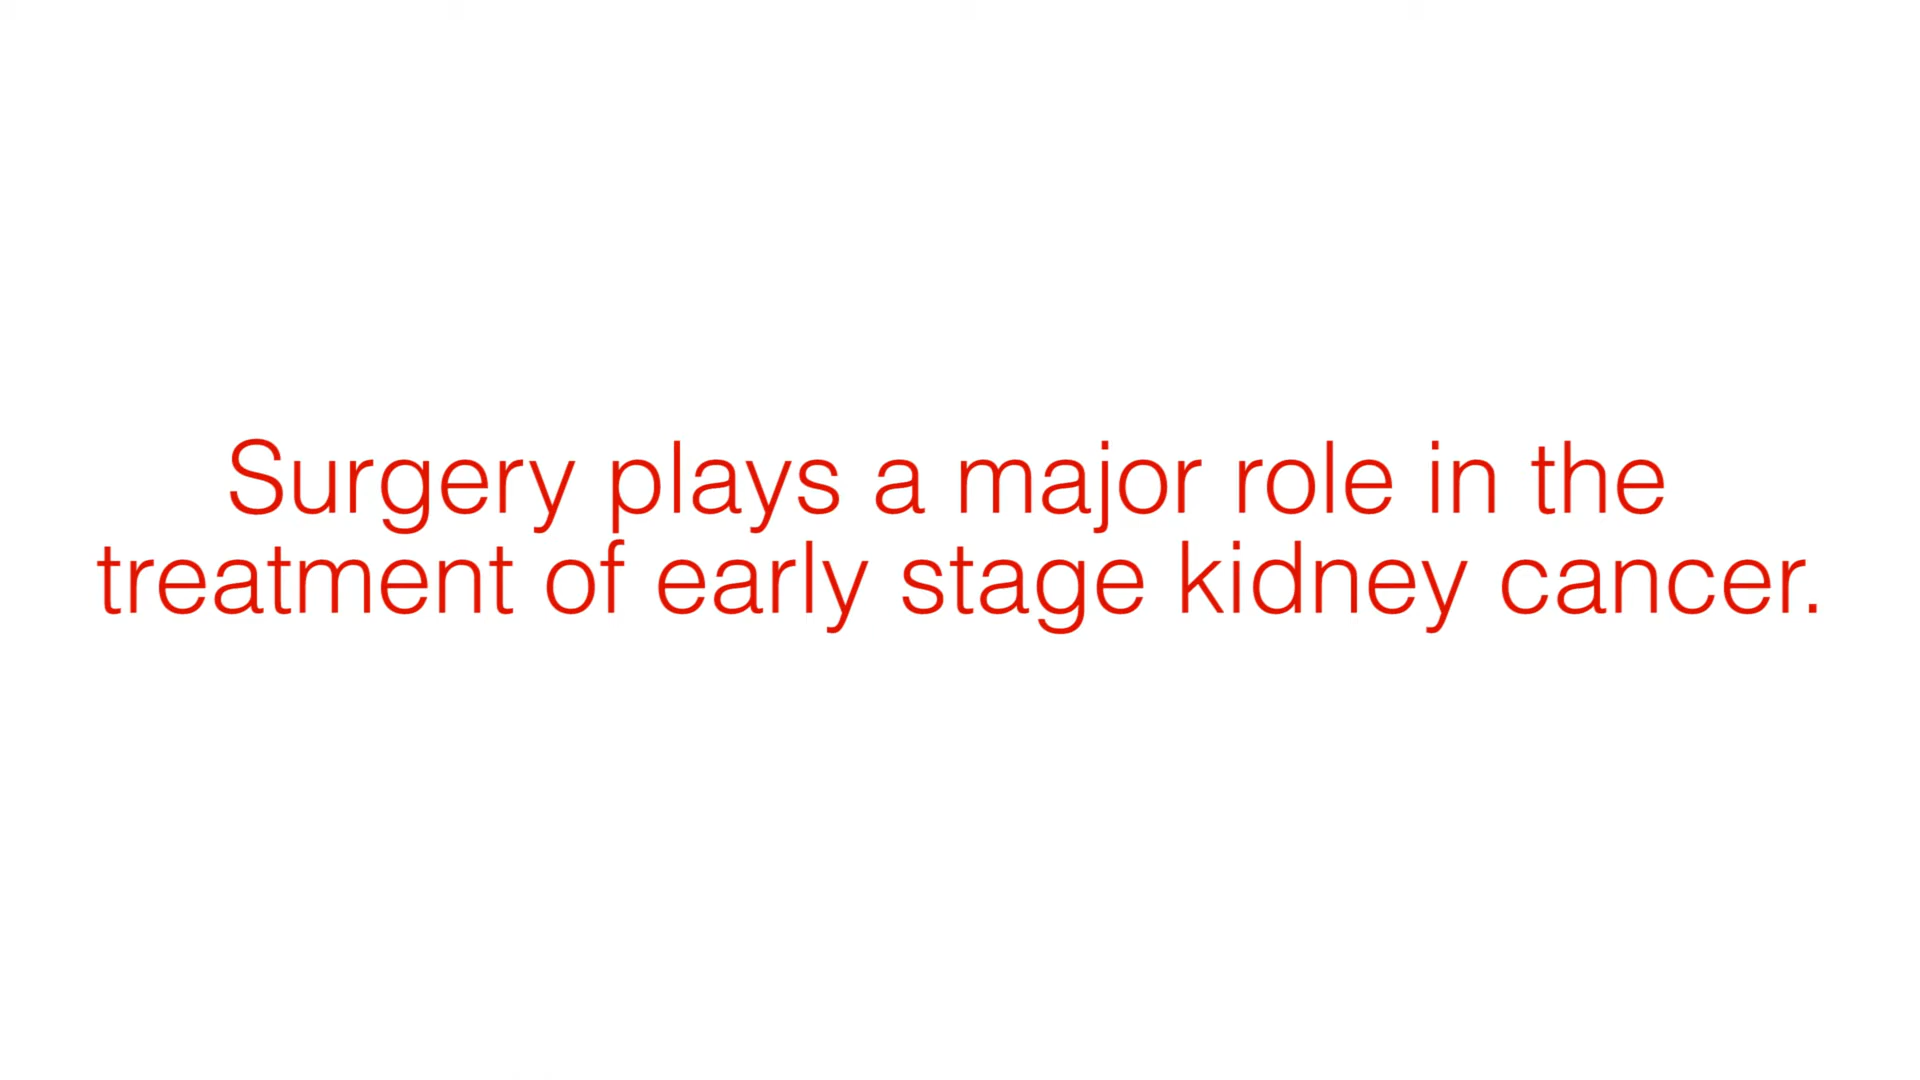 Surgery plays a major role in the
treatment of early stage kidney cancer.